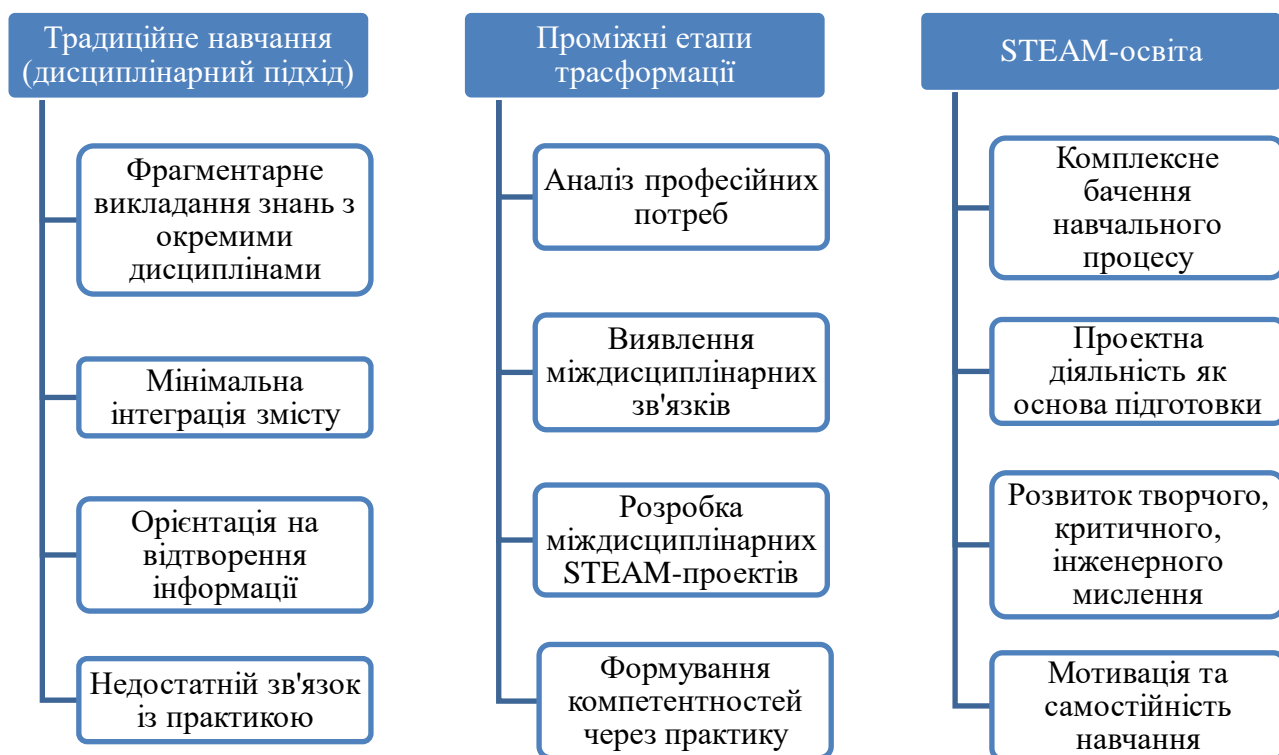 Традиційне навчання
(дисциплінарний підхід)
Фрагментарне
викладання знань з
окремими
дисциплінами
Мінімальна
інтеграція змісту
Орієнтація на
відтворення
інформації
Недостатній зв'язок
із практикою
Проміжні етапи
трасформації
Аналіз професійних
потреб
Виявлення
міждисциплінарних
зв'язків
Розробка
міждисциплінарних
STEAM-проектів
Формування
компетентностей
через практику
STEAM-освіта
Комплексне
бачення
навчального
процесу
Проектна
діяльність як
основа підготовки
Розвиток творчого,
критичного,
інженерного
мислення
Мотивація та
самостійність
навчання